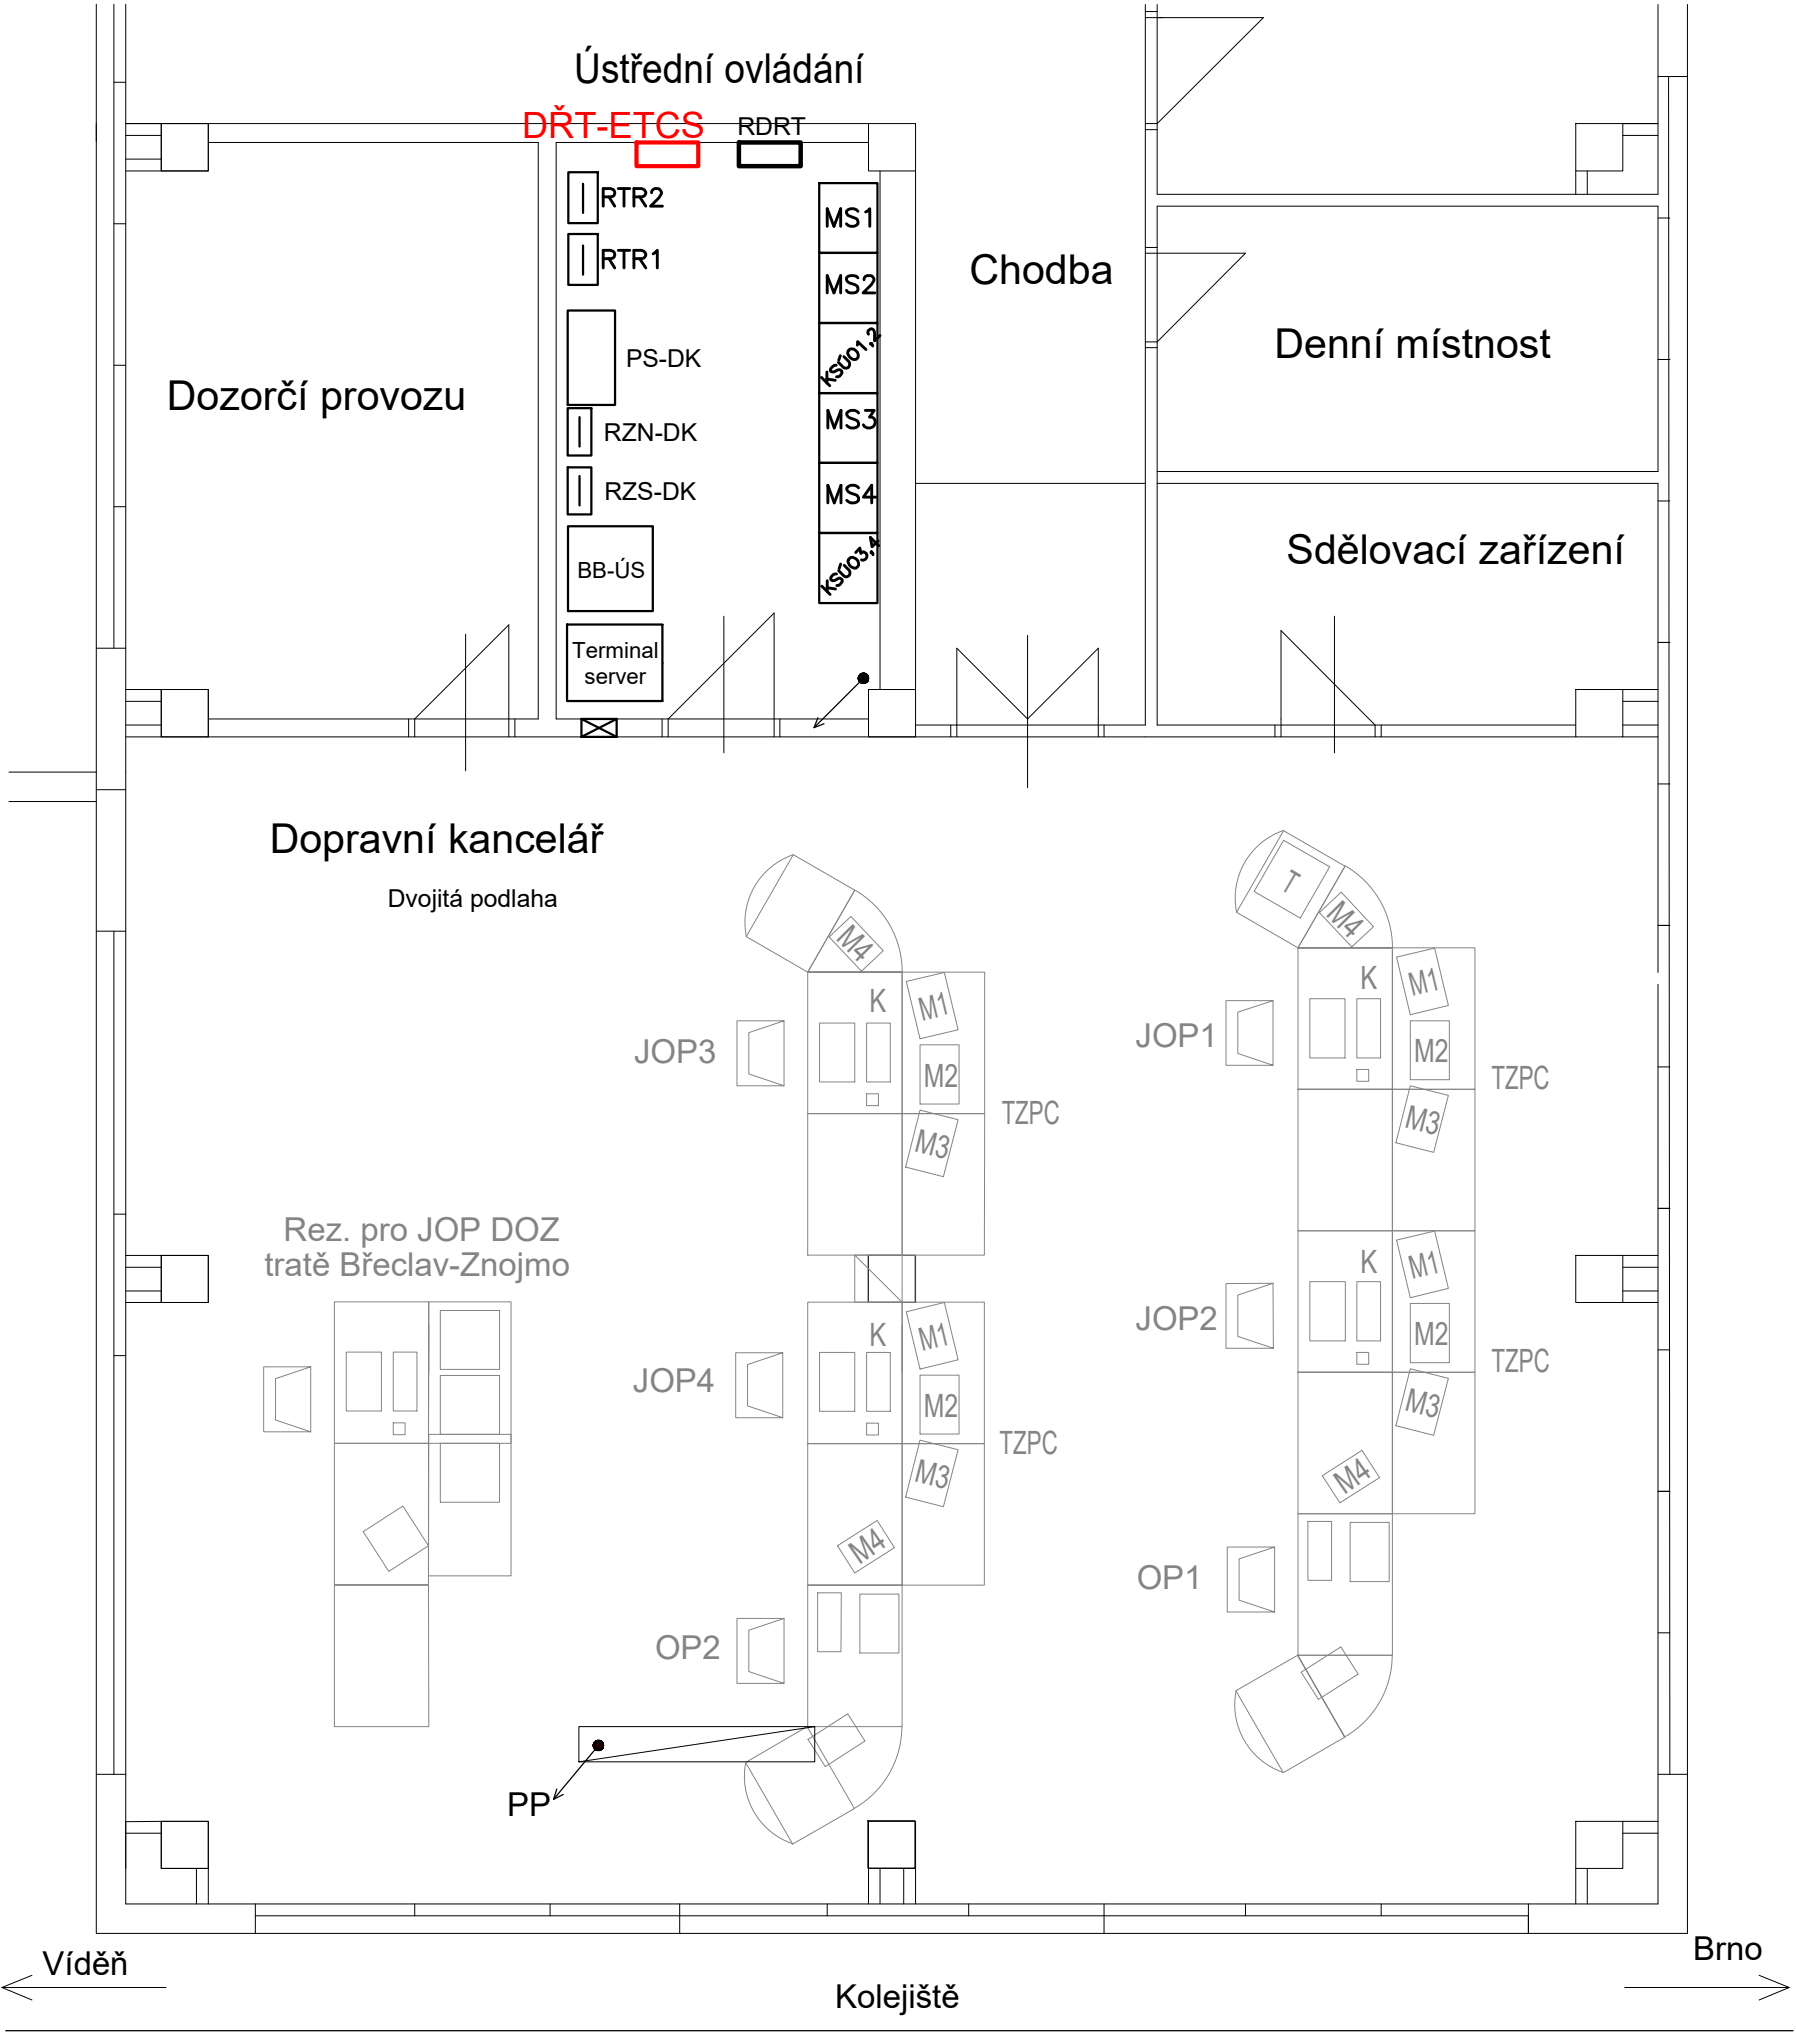 Ústřední ovládání
DŘT-ETCS
RDRT
RTR2
MS1
RTR1
MS2
Chodba
PS-DK
KSÚO1,2
Denní místnost
Dozorčí provozu
RZN-DK
MS3
RZS-DK
MS4
BB-ÚS
KSÚO3,4
Sdělovací zařízení
Terminal
server
Dopravní kancelář
Dvojitá podlaha
T
M4
M4
K
M1
K
M1
JOP3
M2
JOP1
M2
TZPC
TZPC
M3
M3
Rez. pro JOP DOZ
tratě Břeclav-Znojmo
K
M1
K
M1
JOP4
M2
JOP2
M2
TZPC
TZPC
M3
M3
M4
M4
OP2
OP1
PP
Víděň
Brno
Kolejiště